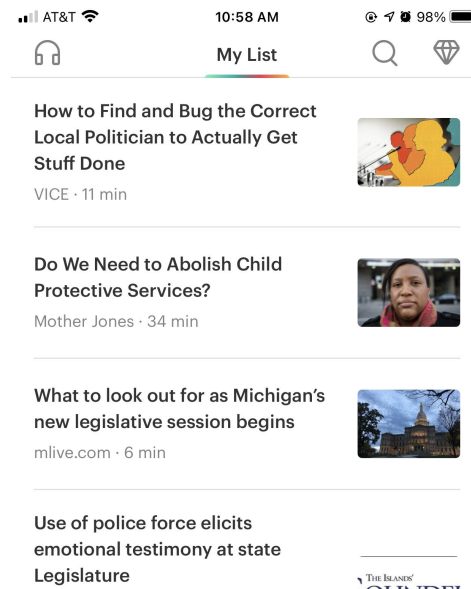 AT&T 10:58 AM 98%
My List
How to Find and Bug the Correct
Local Politician to Actually Get
Stuff Done
VICE · 11 min
Do We Need to Abolish Child
Protective Services?
Mother Jones · 34 min
What to look out for as Michigan’s
new legislative session begins
mlive.com · 6 min
Use of police force elicits
emotional testimony at state
Legislature
THE ISLANDS'